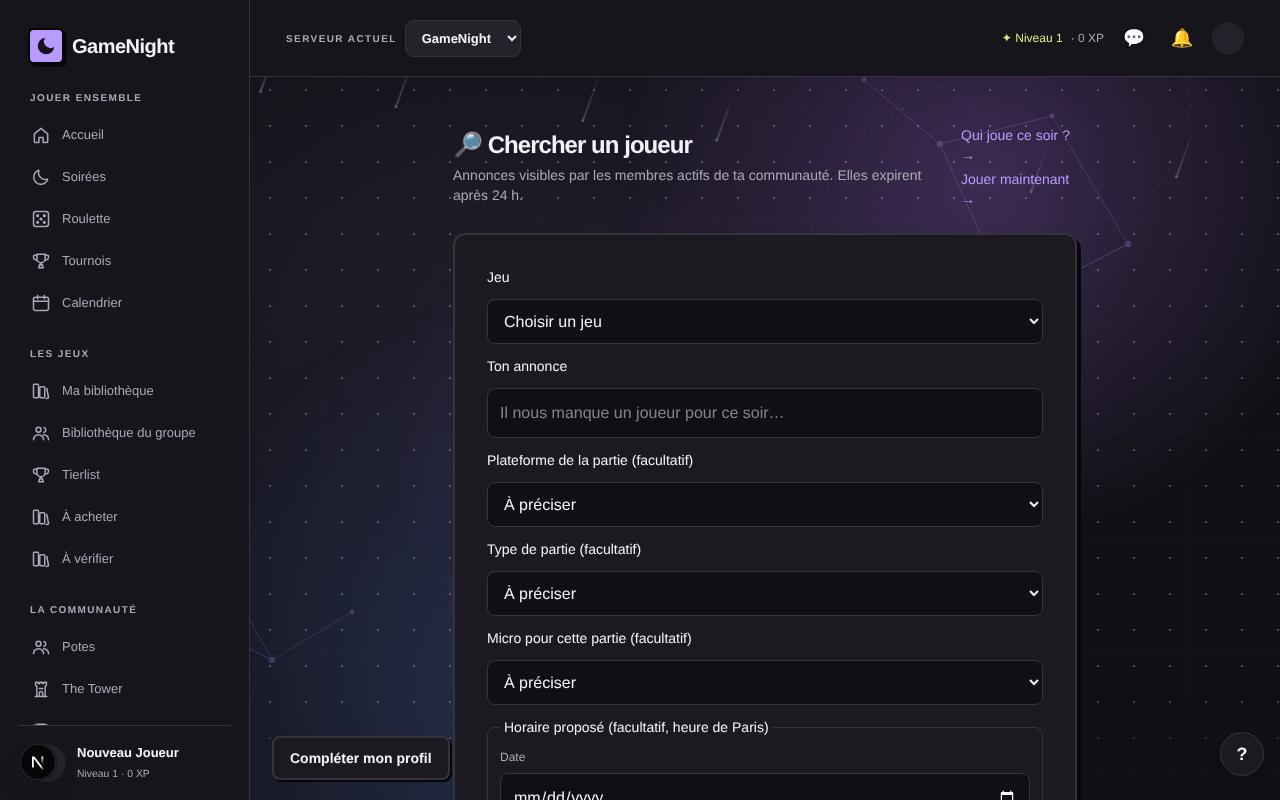 GameNight
JOUER ENSEMBLE
Accueil
Soirées
Roulette
Tournois
Calendrier
LES JEUX
Ma bibliothèque
Bibliothèque du groupe
Tierlist
À acheter
À vérifier
LA COMMUNAUTÉ
Potes
The Tower
N
Nouveau Joueur
Niveau 1 · 0 XP
SERVEUR ACTUEL
GameNight
✦ Niveau 1 · 0 XP
🔎 Chercher un joueur
Annonces visibles par les membres actifs de ta communauté. Elles expirent
après 24 h.
Qui joue ce soir ?
→
Jouer maintenant
→
Jeu
Choisir un jeu
Ton annonce
Il nous manque un joueur pour ce soir…
Plateforme de la partie (facultatif)
À préciser
Type de partie (facultatif)
À préciser
Micro pour cette partie (facultatif)
À préciser
Horaire proposé (facultatif, heure de Paris)
Date
mm/dd/yyyy
Compléter mon profil
?